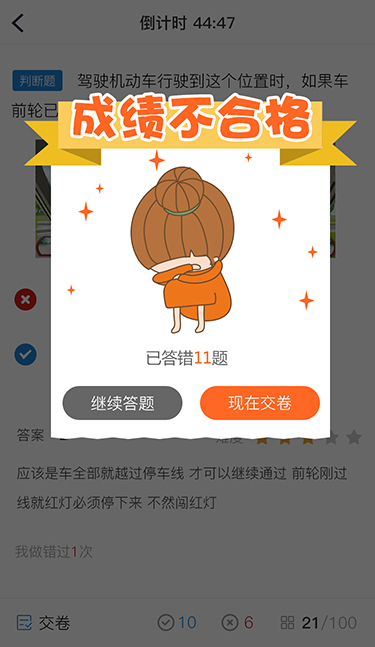 倒计时 44:47
判断题 驾驶机动车行驶到这个位置时，如果车
前轮已
成绩不合格
已答错11题
继续答题
现在交卷
答案
难度
应该是车全部就越过停车线 才可以继续通过 前轮刚过
线就红灯必须停下来 不然闯红灯
我做错过1次
交卷 10 6 21/100